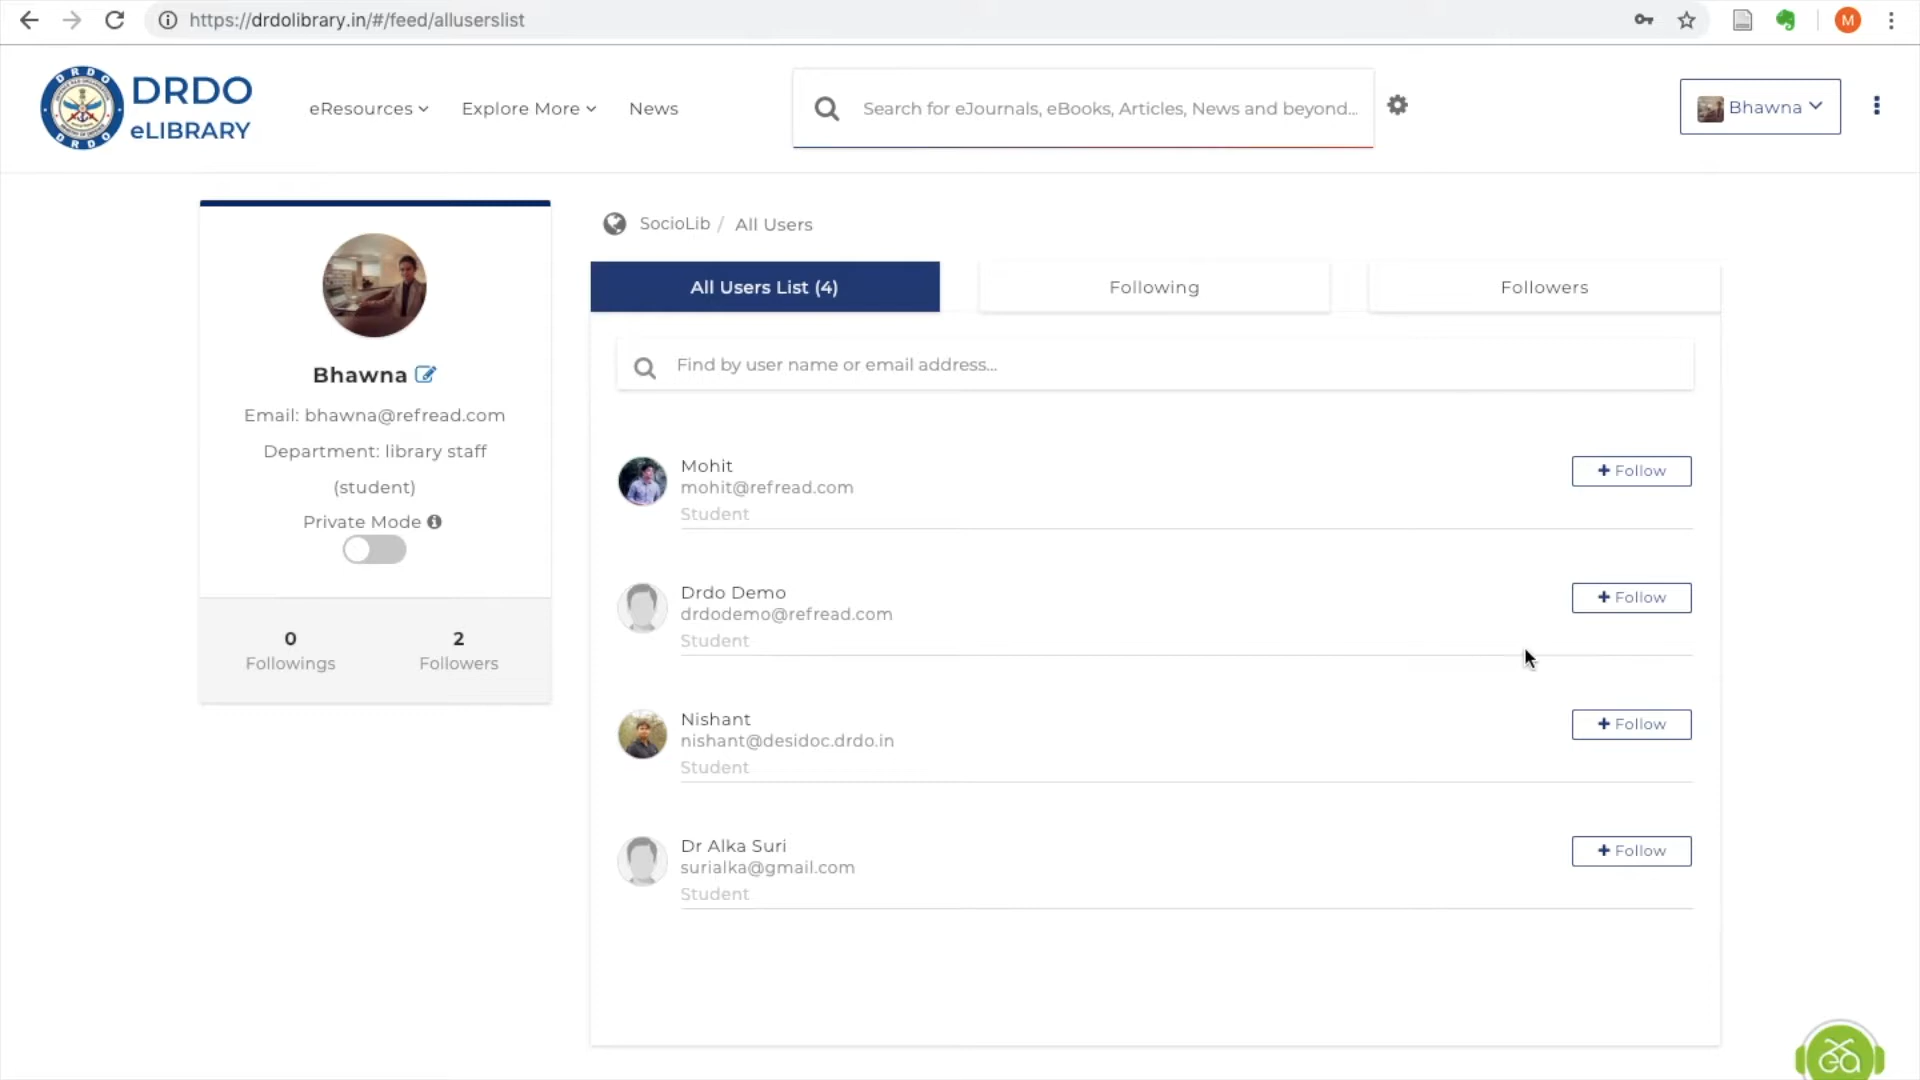 https://drdolibrary.in/#/feed/alluserslist
M
DRDO
eLIBRARY
eResources
Explore More
News
Search for eJournals, eBooks, Articles, News and beyond...
Bhawna
SocioLib / All Users
All Users List (4)
Following
Followers
Find by user name or email address...
Bhawna
Email: bhawna@refread.com
Department: library staff
(student)
Private Mode
0
Followings
2
Followers
Mohit
mohit@refread.com
Student
+ Follow
Drdo Demo
drdodemo@refread.com
Student
+ Follow
Nishant
nishant@desidoc.drdo.in
Student
+ Follow
Dr Alka Suri
surialka@gmail.com
Student
+ Follow